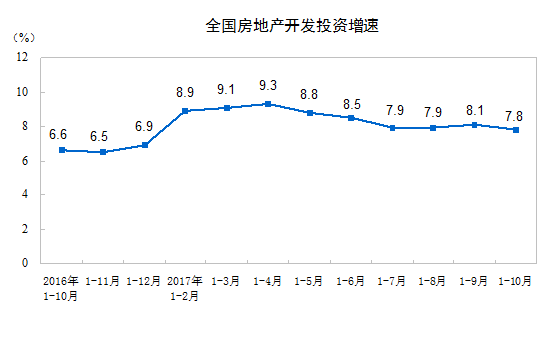 全国房地产开发投资增速
（%）
12
10
8
6
4
2
0
6.6
6.5
6.9
8.9
9.1
9.3
8.8
8.5
7.9
7.9
8.1
7.8
2016年
1-10月
1-11月
1-12月
2017年
1-2月
1-3月
1-4月
1-5月
1-6月
1-7月
1-8月
1-9月
1-10月